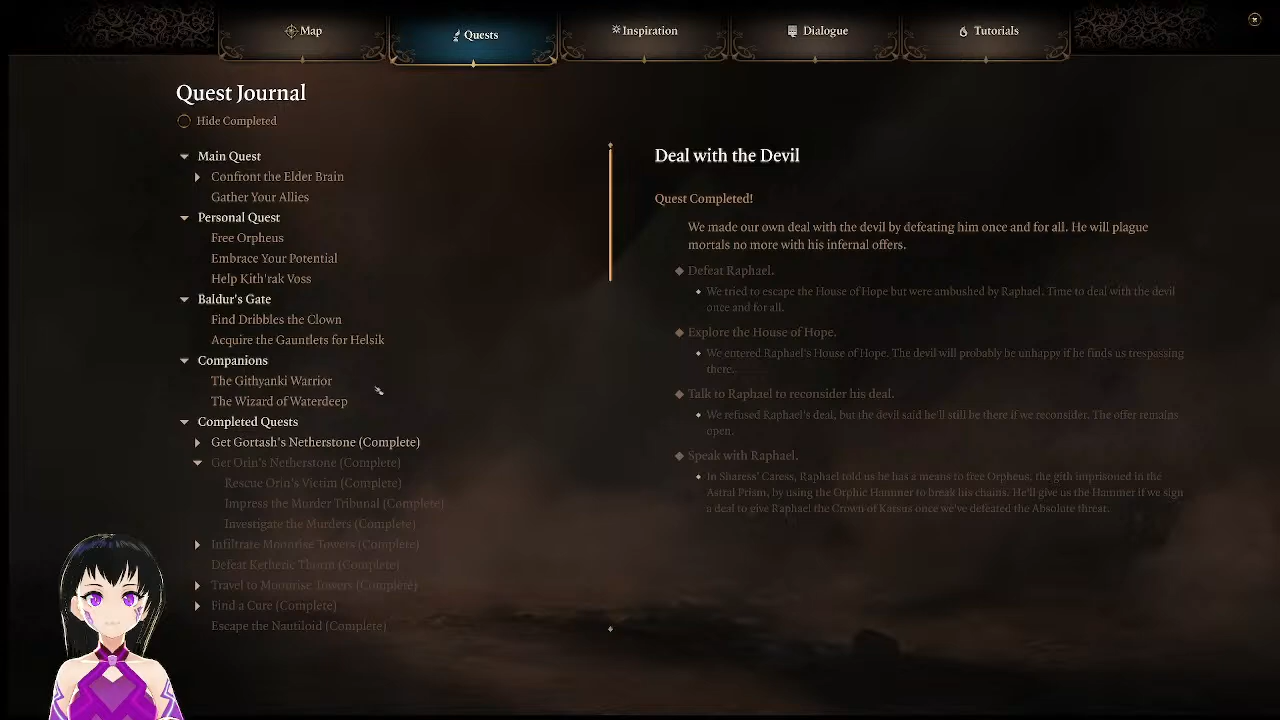 Map
Quests
Inspiration
Dialogue
Tutorials
Quest Journal
Hide Completed
Main Quest
Confront the Elder Brain
Gather Your Allies
Personal Quest
Free Orpheus
Embrace Your Potential
Help Kith'rak Voss
Baldur's Gate
Find Dribbles the Clown
Acquire the Gauntlets for Helsik
Companions
The Githyanki Warrior
The Wizard of Waterdeep
Completed Quests
Get Gortash's Netherstone (Complete)
Get Orin's Netherstone (Complete)
Rescue Orin's Victim (Complete)
Impress the Murder Tribunal (Complete)
Investigate the Murders (Complete)
Infiltrate Moonrise Towers (Complete)
Defeat Ketheric Thorm (Complete)
Travel to Moonrise Towers (Complete)
Find a Cure (Complete)
Escape the Nautiloid (Complete)
Deal with the Devil
Quest Completed!
We made our own deal with the devil by defeating him once and for all. He will plague
mortals no more with his infernal offers.
Defeat Raphael.
We tried to escape the House of Hope but were ambushed by Raphael. Time to deal with the devil
once and for all.
Explore the House of Hope.
We entered Raphael's House of Hope. The devil will probably be unhappy if he finds us trespassing
there.
Talk to Raphael to reconsider his deal.
We refused Raphael's deal, but the devil said he'll still be there if we reconsider. The offer remains
open.
Speak with Raphael.
In Sharess' Caress, Raphael told us he has a means to free Orpheus, the gith imprisoned in the
Astral Prism, by using the Orphic Hammer to break his chains. He'll give us the Hammer if we sign
a deal to give Raphael the Crown of Karsus once we've defeated the Absolute threat.